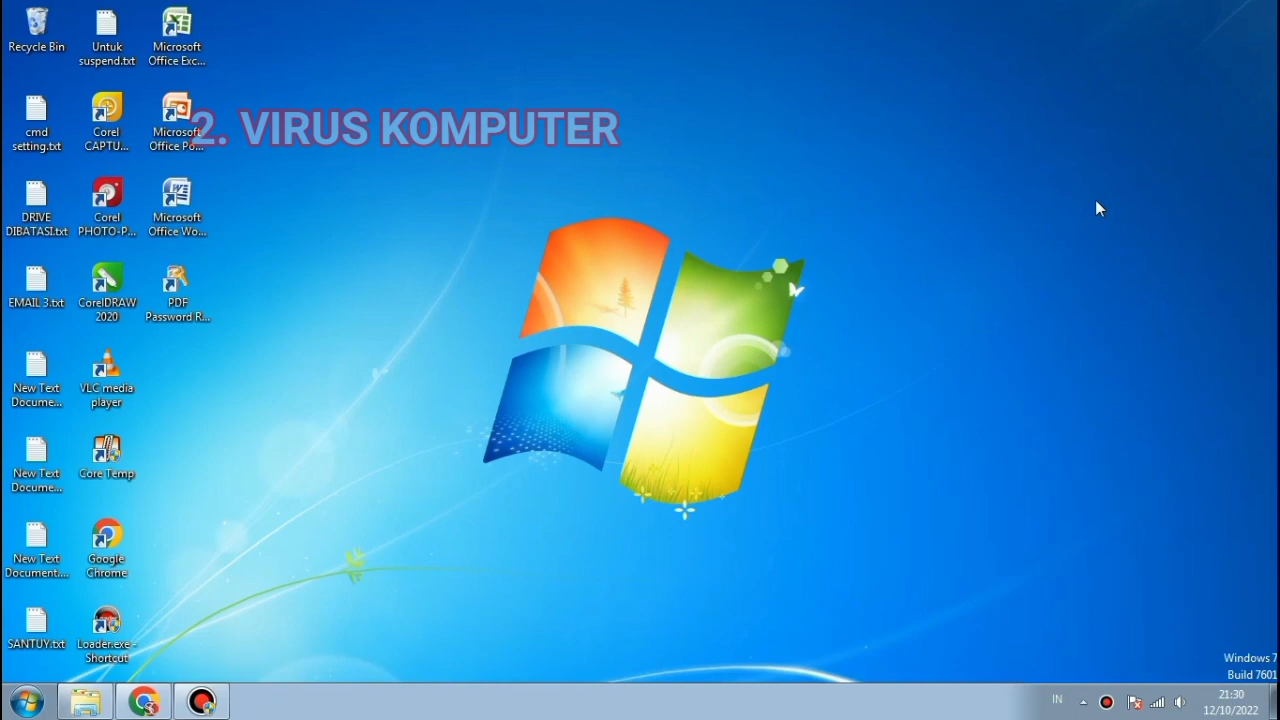 Recycle Bin
Untuk
suspend.txt
Microsoft
Office Exc...
cmd
setting.txt
Corel
CAPTU...
Microsoft
Office Po...
2. VIRUS KOMPUTER
DRIVE
DIBATASI.txt
Corel
PHOTO-P...
Microsoft
Office Wo...
EMAIL 3.txt
CorelDRAW
2020
PDF
Password R...
New Text
Docume...
VLC media
player
New Text
Docume...
Core Temp
New Text
Document....
Google
Chrome
SANTUY.txt
Loader.exe -
Shortcut
Windows 7
Build 7601
IN
21:30
12/10/2022